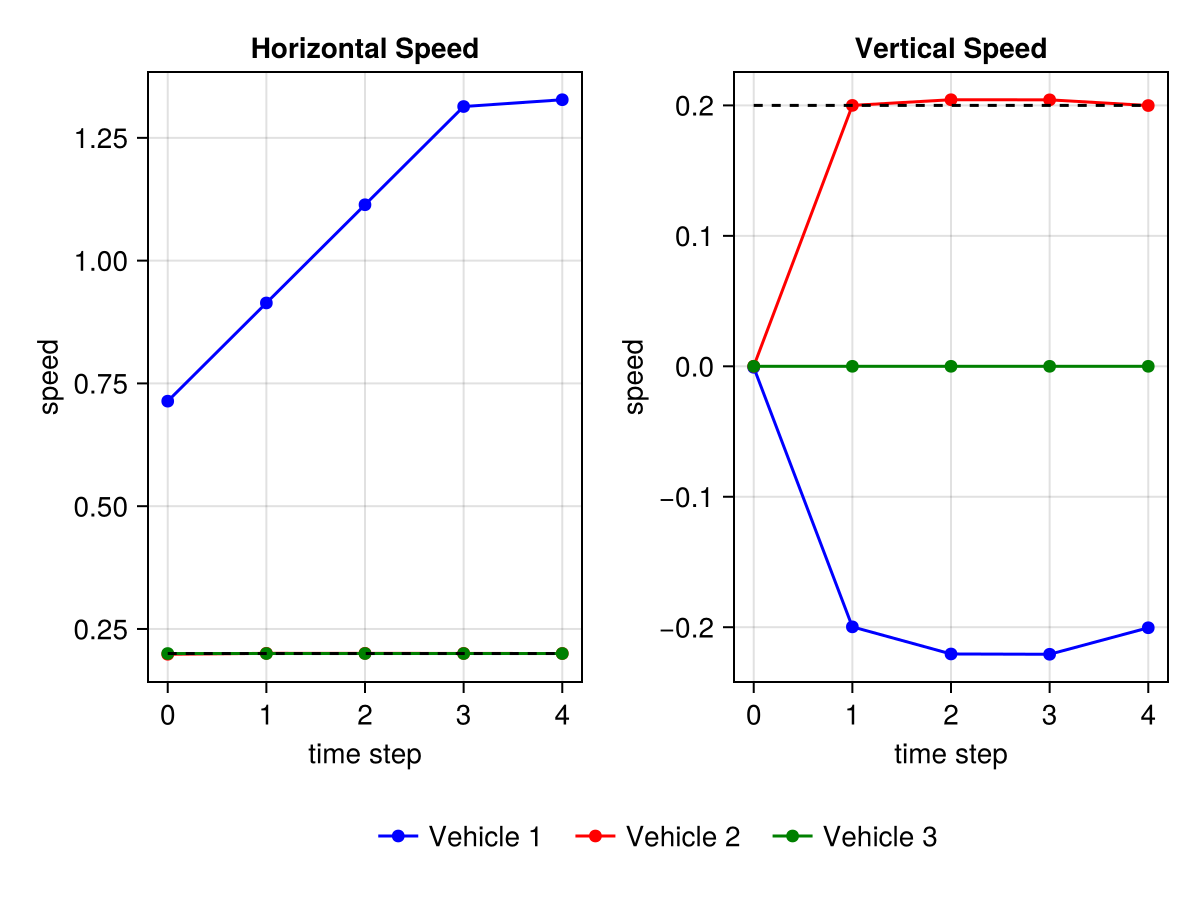 Horizontal Speed
Vertical Speed
speed
1.25
1.00
0.75
0.50
0.25
0 1 2 3 4
time step
speed
0.2
0.1
0.0
−0.1
−0.2
0 1 2 3 4
time step
Vehicle 1 Vehicle 2 Vehicle 3